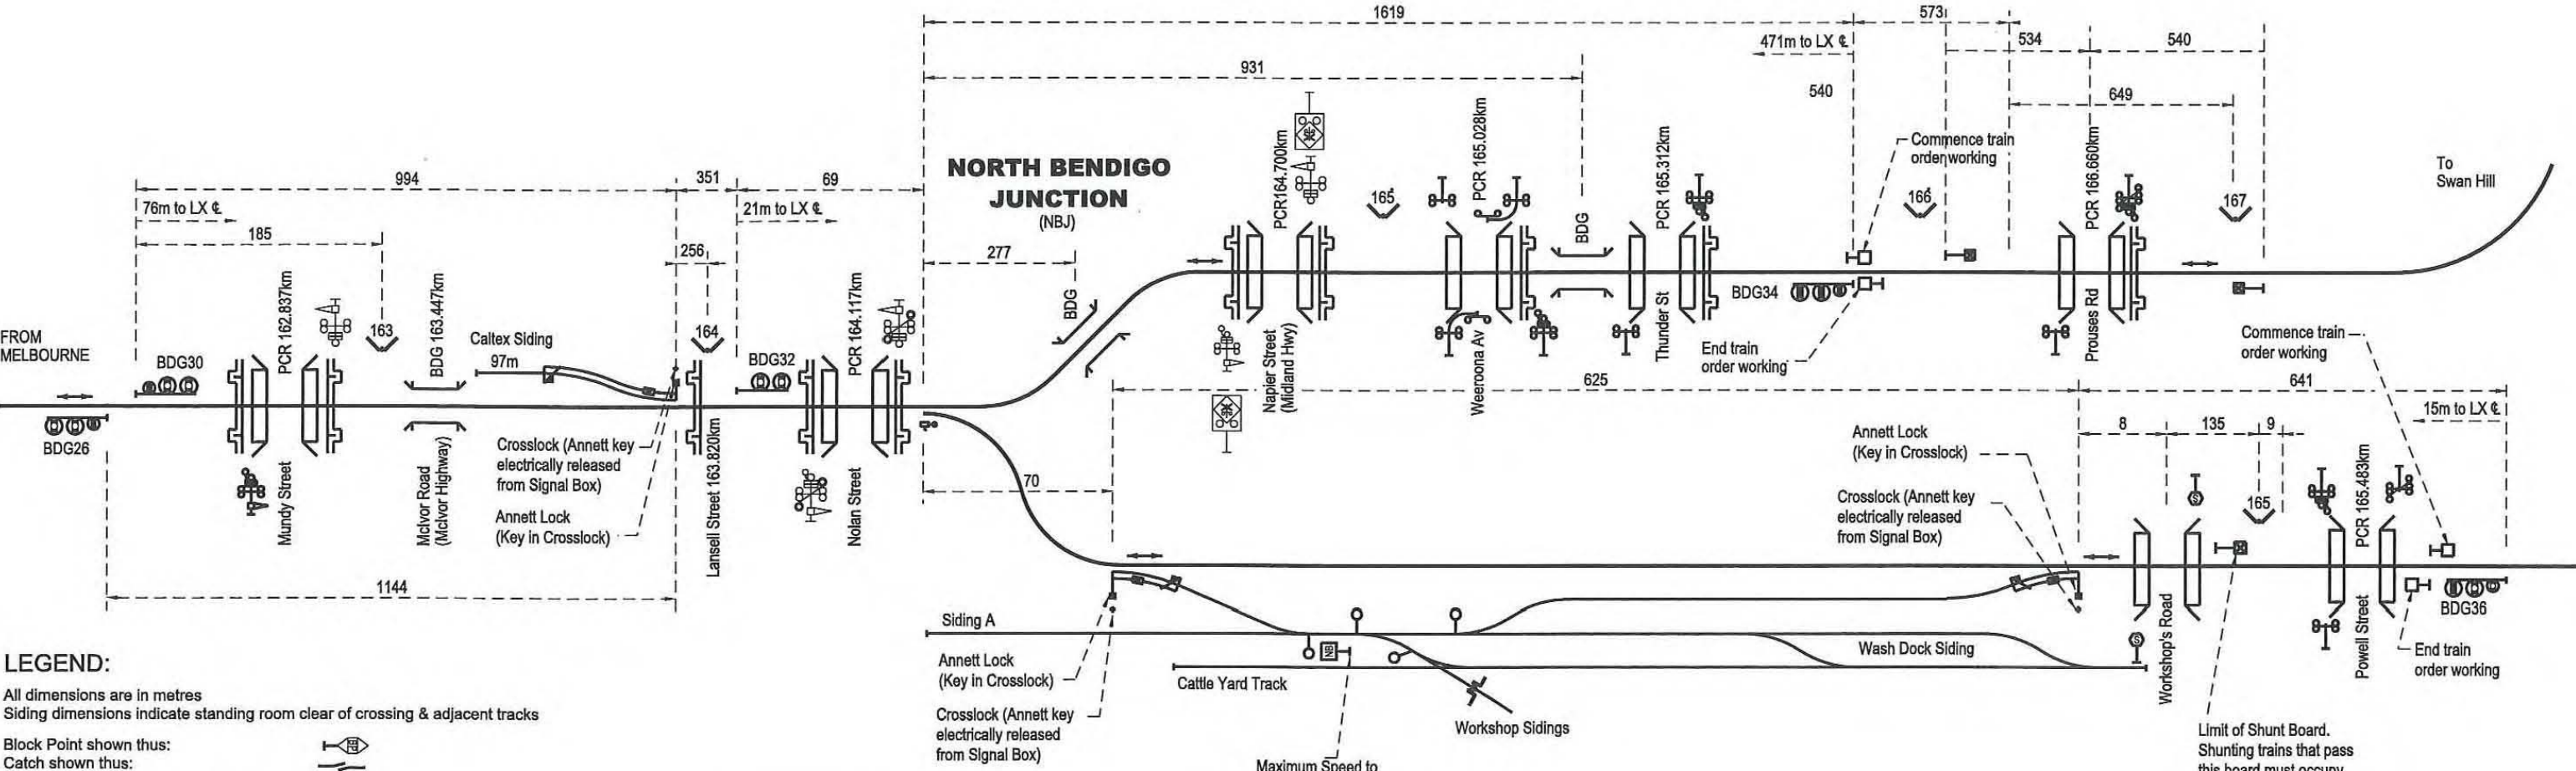 1619
573
471m to LX ℄
534
540
931
540
649
Commence train
order working
To
Swan Hill
NORTH BENDIGO
JUNCTION
(NBJ)
PCR164.700km
165
PCR 165.028km
BDG
PCR 165.312km
166
PCR 166.660km
167
994
351
69
76m to LX ℄
21m to LX ℄
185
256
277
BDG
PCR 162.837km
163
BDG 163.447km
Caltex Siding
97m
164
BDG32
PCR 164.117km
FROM
MELBOURNE
BDG30
BDG26
Mundy Street
McIvor Road
(McIvor Highway)
Crosslock (Annett key
electrically released
from Signal Box)
Annett Lock
(Key in Crosslock)
Lansell Street 163.820km
Nolan Street
1144
Napier Street
(Midland Hwy)
Weeroona Av
Thunder St
BDG34
End train
order working
Prouses Rd
Commence train
order working
625
641
15m to LX ℄
8
135
9
70
Annett Lock
(Key in Crosslock)
Crosslock (Annett key
electrically released
from Signal Box)
S
165
PCR 165.483km
BDG36
S
Workshop's Road
Powell Street
End train
order working
Siding A
NB
Wash Dock Siding
Annett Lock
(Key in Crosslock)
Cattle Yard Track
Crosslock (Annett key
electrically released
from Signal Box)
Workshop Sidings
Maximum Speed to
Limit of Shunt Board.
Shunting trains that pass
this board must occupy
LEGEND:
All dimensions are in metres
Siding dimensions indicate standing room clear of crossing & adjacent tracks
Block Point shown thus:
Catch shown thus: